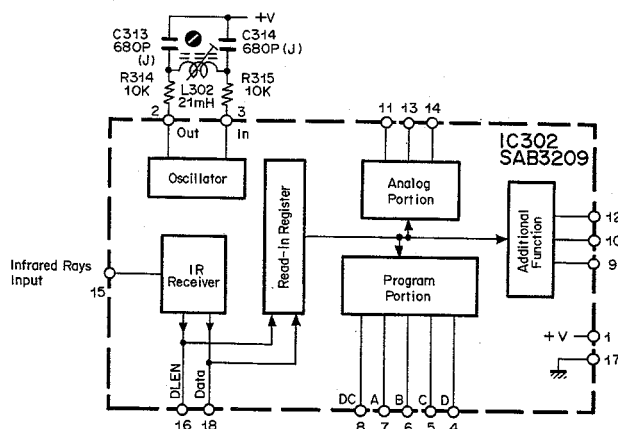 +V
C313
680P
(J)
C314
680P (J)
R314
10K
L302
21mH
R315
10K
2
3
Out
In
11
13
14
IC302
SAB3209
Oscillator
Analog
Portion
Read-In Register
Additional
Function
12
10
9
Infrared Rays
Input
15
IR
Receiver
Program
Portion
+V
1
17
DLEN
Data
DC
A
B
C
D
16
18
8
7
6
5
4